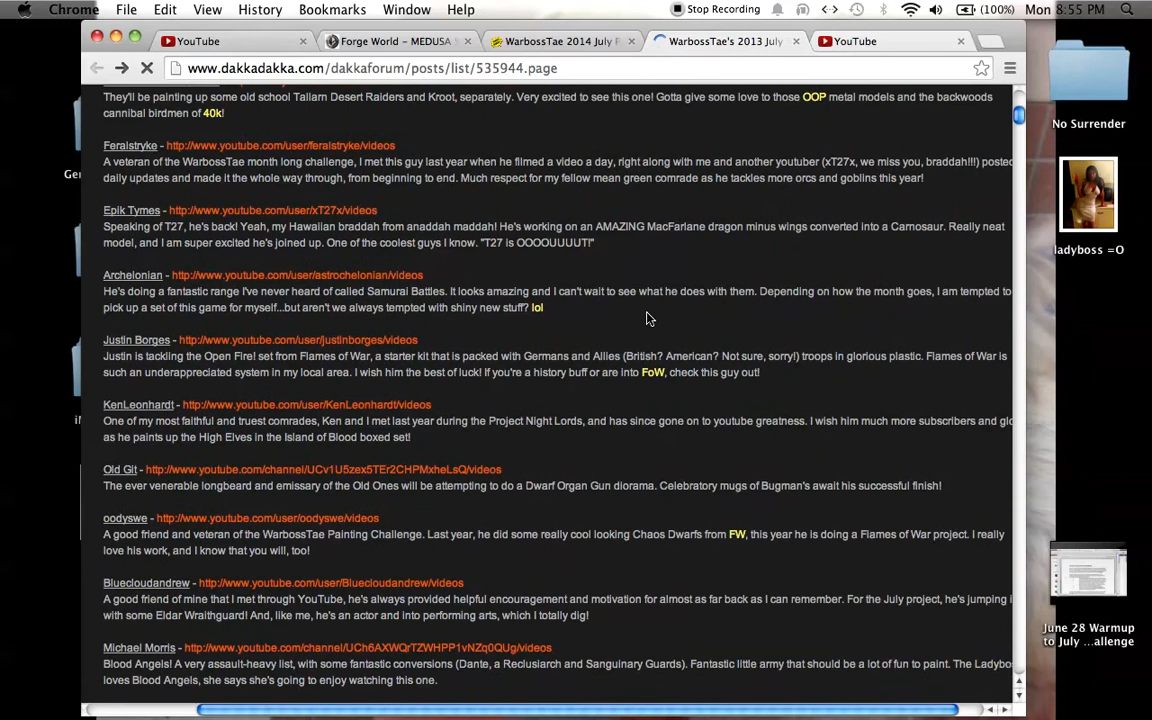 Chrome File Edit View History Bookmarks Window Help Stop Recording (100%) Mon 8:55 PM
YouTube Forge World – MEDUSA S WarbossTae 2014 July P WarbossTae's 2013 July YouTube
www.dakkadakka.com/dakkaforum/posts/list/535944.page
They'll be painting up some old school Tallarn Desert Raiders and Kroot, separately. Very excited to see this one! Gotta give some love to those OOP metal models and the backwoods
cannibal birdmen of 40k!
Feralstryke - http://www.youtube.com/user/feralstryke/videos
A veteran of the WarbossTae month long challenge, I met this guy last year when he filmed a video a day, right along with me and another youtuber (xT27x, we miss you, braddah!!!) posted
daily updates and made it the whole way through, from beginning to end. Much respect for my fellow mean green comrade as he tackles more orcs and goblins this year!
Epik Tymes - http://www.youtube.com/user/xT27x/videos
Speaking of T27, he's back! Yeah, my Hawaiian braddah from anaddah maddah! He's working on an AMAZING MacFarlane dragon minus wings converted into a Carnosaur. Really neat
model, and I am super excited he's joined up. One of the coolest guys I know. "T27 is OOOOUUUUT!"
Archelonian - http://www.youtube.com/user/astrochelonian/videos
He's doing a fantastic range I've never heard of called Samurai Battles. It looks amazing and I can't wait to see what he does with them. Depending on how the month goes, I am tempted to
pick up a set of this game for myself...but aren't we always tempted with shiny new stuff? lol
Justin Borges - http://www.youtube.com/user/justinborges/videos
Justin is tackling the Open Fire! set from Flames of War, a starter kit that is packed with Germans and Allies (British? American? Not sure, sorry!) troops in glorious plastic. Flames of War is
such an underappreciated system in my local area. I wish him the best of luck! If you're a history buff or are into FoW, check this guy out!
KenLeonhardt - http://www.youtube.com/user/KenLeonhardt/videos
One of my most faithful and truest comrades, Ken and I met last year during the Project Night Lords, and has since gone on to youtube greatness. I wish him much more subscribers and glo
as he paints up the High Elves in the Island of Blood boxed set!
Old Git - http://www.youtube.com/channel/UCv1U5zex5TEr2CHPMxheLsQ/videos
The ever venerable longbeard and emissary of the Old Ones will be attempting to do a Dwarf Organ Gun diorama. Celebratory mugs of Bugman's await his successful finish!
oodyswe - http://www.youtube.com/user/oodyswe/videos
A good friend and veteran of the WarbossTae Painting Challenge. Last year, he did some really cool looking Chaos Dwarfs from FW, this year he is doing a Flames of War project. I really
love his work, and I know that you will, too!
Bluecloudandrew - http://www.youtube.com/user/Bluecloudandrew/videos
A good friend of mine that I met through YouTube, he's always provided helpful encouragement and motivation for almost as far back as I can remember. For the July project, he's jumping i
with some Eldar Wraithguard! And, like me, he's an actor and into performing arts, which I totally dig!
Michael Morris - http://www.youtube.com/channel/UCh6AXWQrTZWHPP1vNZq0QUg/videos
Blood Angels! A very assault-heavy list, with some fantastic conversions (Dante, a Reclusiarch and Sanguinary Guards). Fantastic little army that should be a lot of fun to paint. The Ladybo
loves Blood Angels, she says she's going to enjoy watching this one.
No Surrender
ladyboss =O
June 28 Warmup
to July ...allenge
Ger